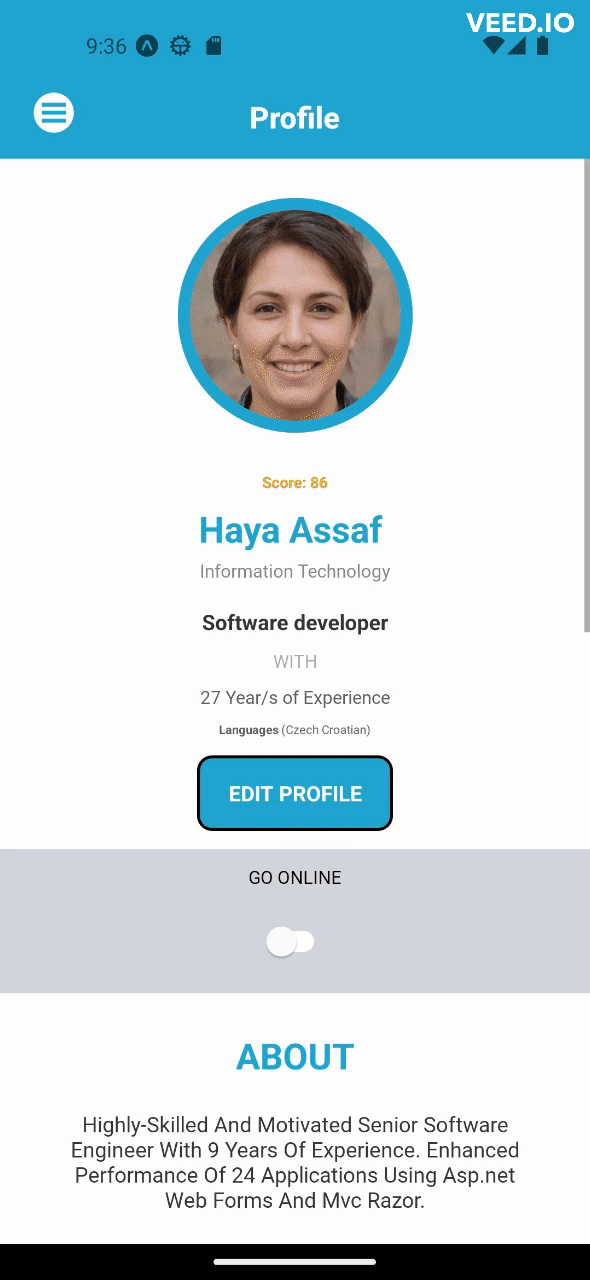 VEED.IO
9:36
Profile
Score: 86
Haya Assaf
Information Technology
Software developer
WITH
27 Year/s of Experience
Languages (Czech Croatian)
EDIT PROFILE
GO ONLINE
ABOUT
Highly-Skilled And Motivated Senior Software
Engineer With 9 Years Of Experience. Enhanced
Performance Of 24 Applications Using Asp.net
Web Forms And Mvc Razor.